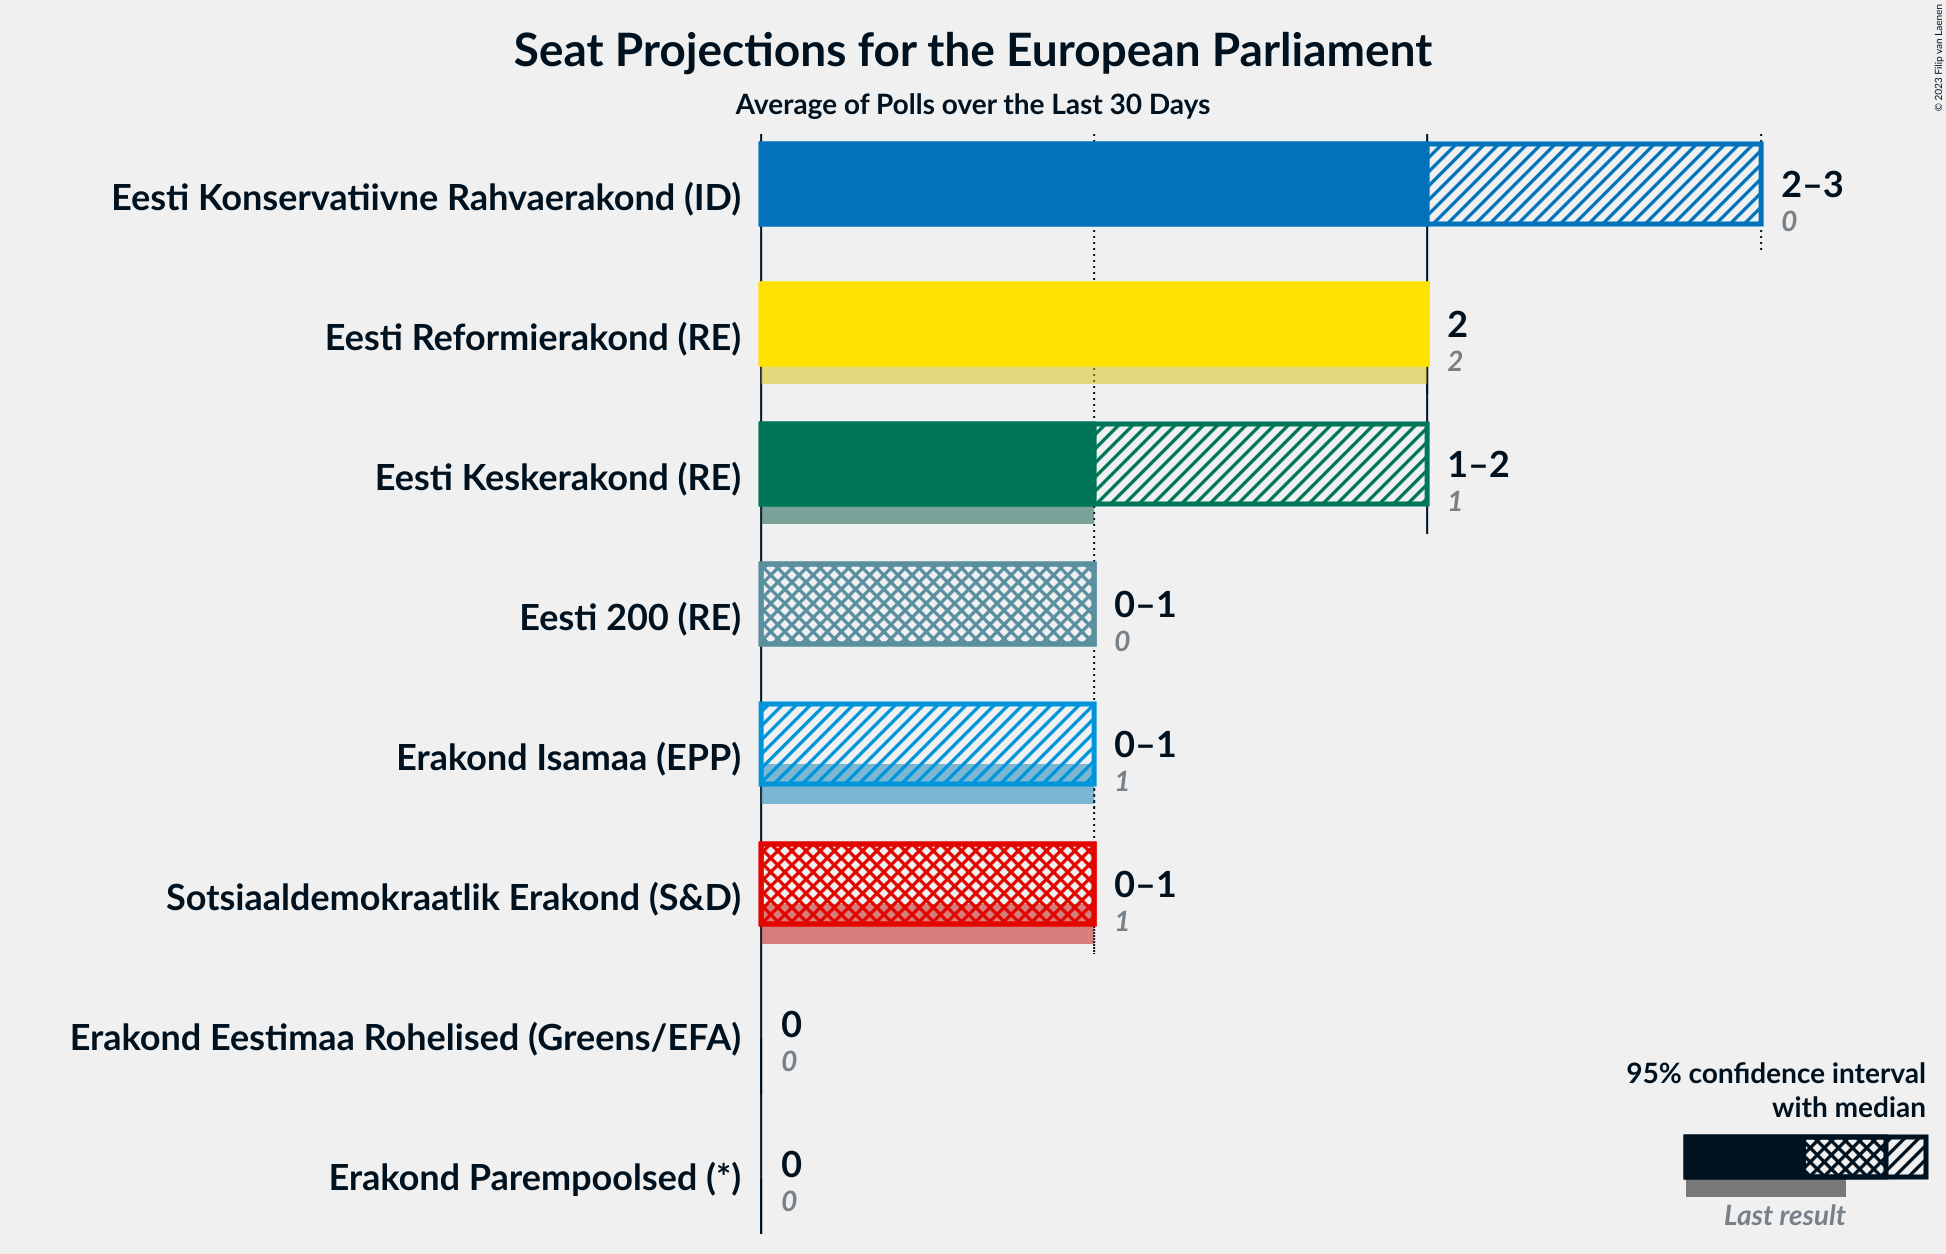 Seat Projections for the European Parliament
Average of Polls over the Last 30 Days
© 2023 Filip van Laenen
Eesti Konservatiivne Rahvaerakond (ID)
2–3
0
Eesti Reformierakond (RE)
2
2
Eesti Keskerakond (RE)
1–2
1
Eesti 200 (RE)
0–1
0
Erakond Isamaa (EPP)
0–1
1
Sotsiaaldemokraatlik Erakond (S&D)
0–1
1
Erakond Eestimaa Rohelised (Greens/EFA)
0
0
Erakond Parempoolsed (*)
0
0
95% confidence interval
with median
Last result